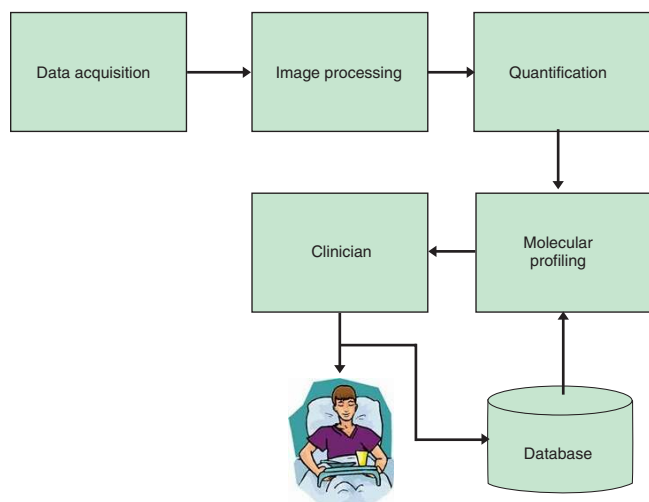 Data acquisition
Image processing
Quantification
Clinician
Molecular
profiling
Database